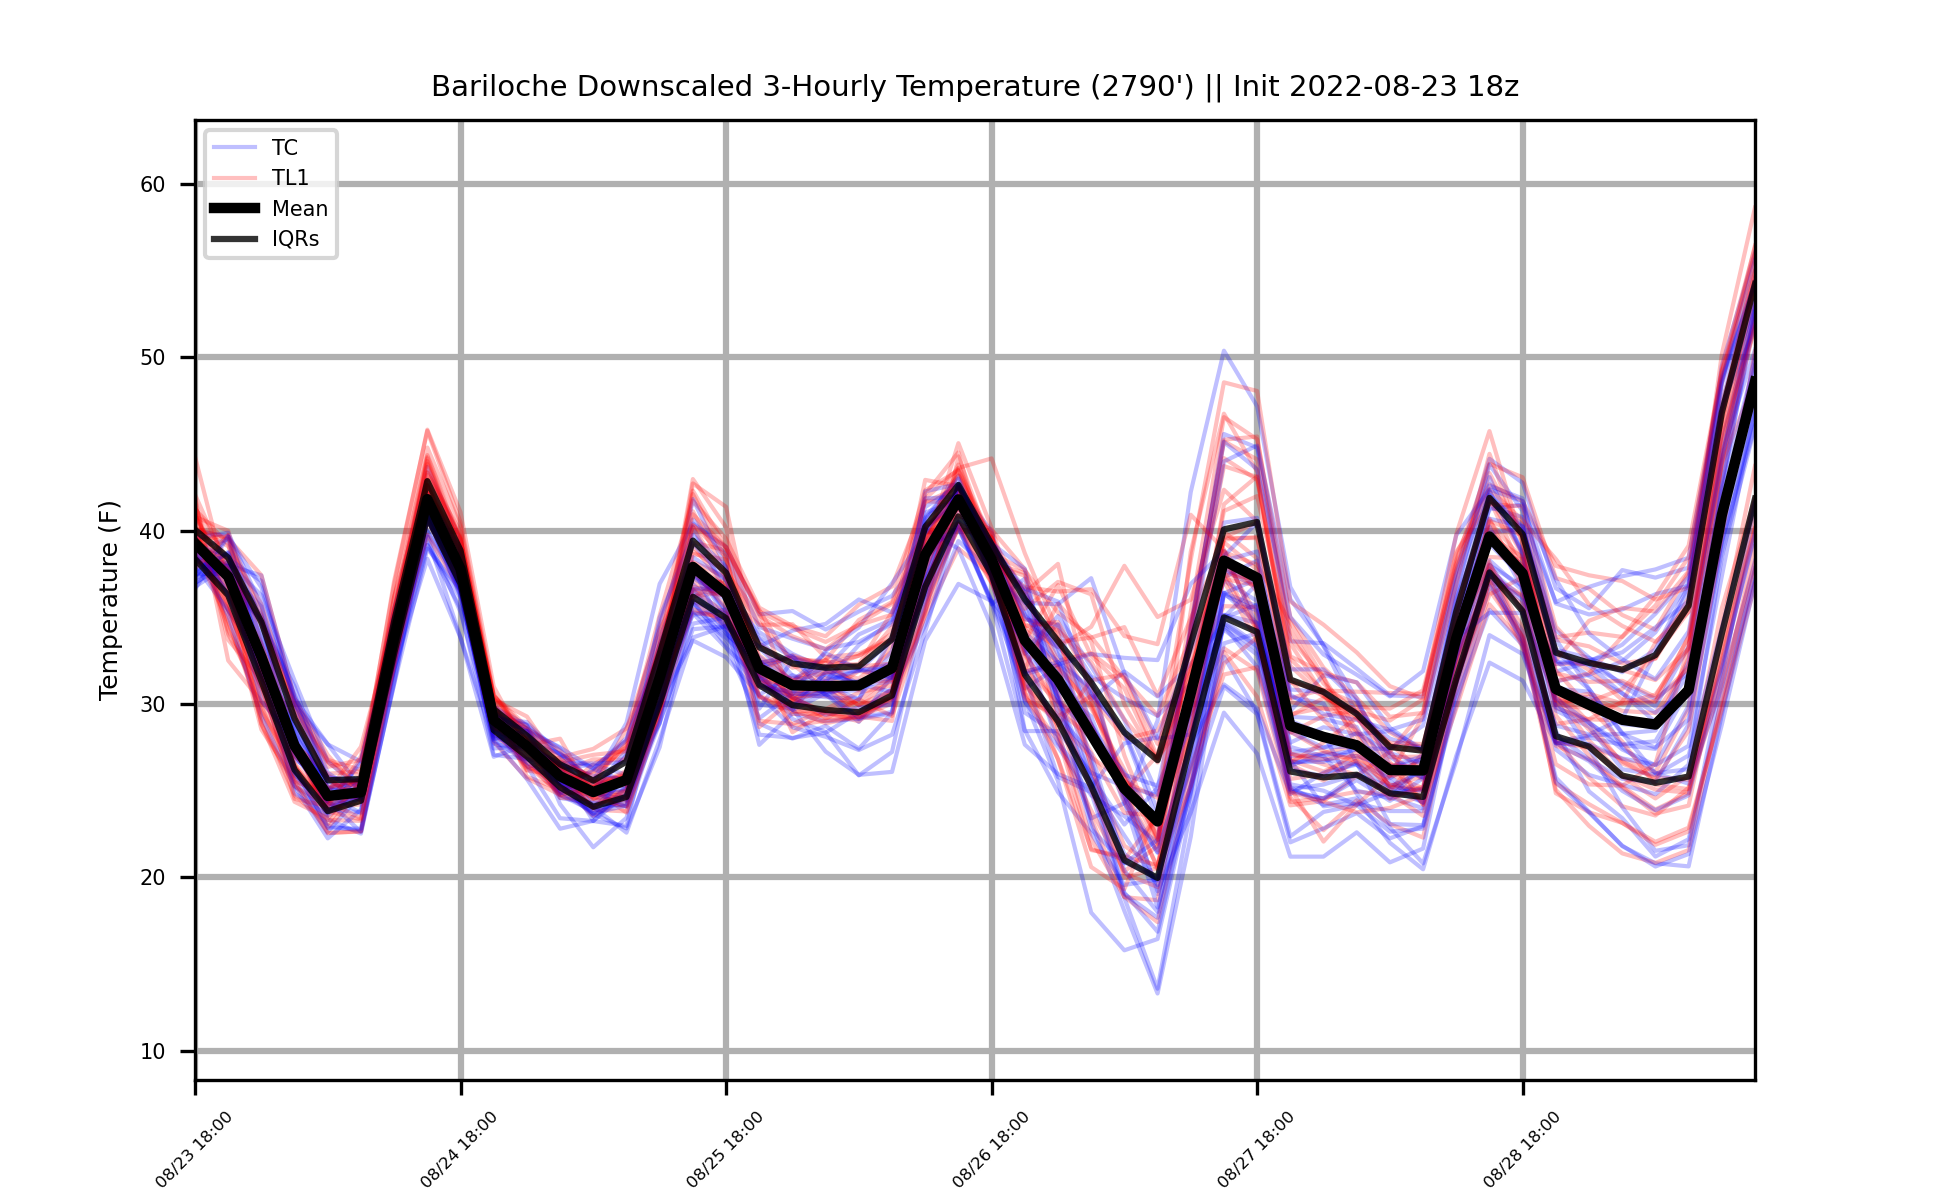 Bariloche Downscaled 3-Hourly Temperature (2790') || Init 2022-08-23 18z
TC
TL1
Mean
IQRs
Temperature (F)
60
50
40
30
20
10
08/23 18:00
08/24 18:00
08/25 18:00
08/26 18:00
08/27 18:00
08/28 18:00